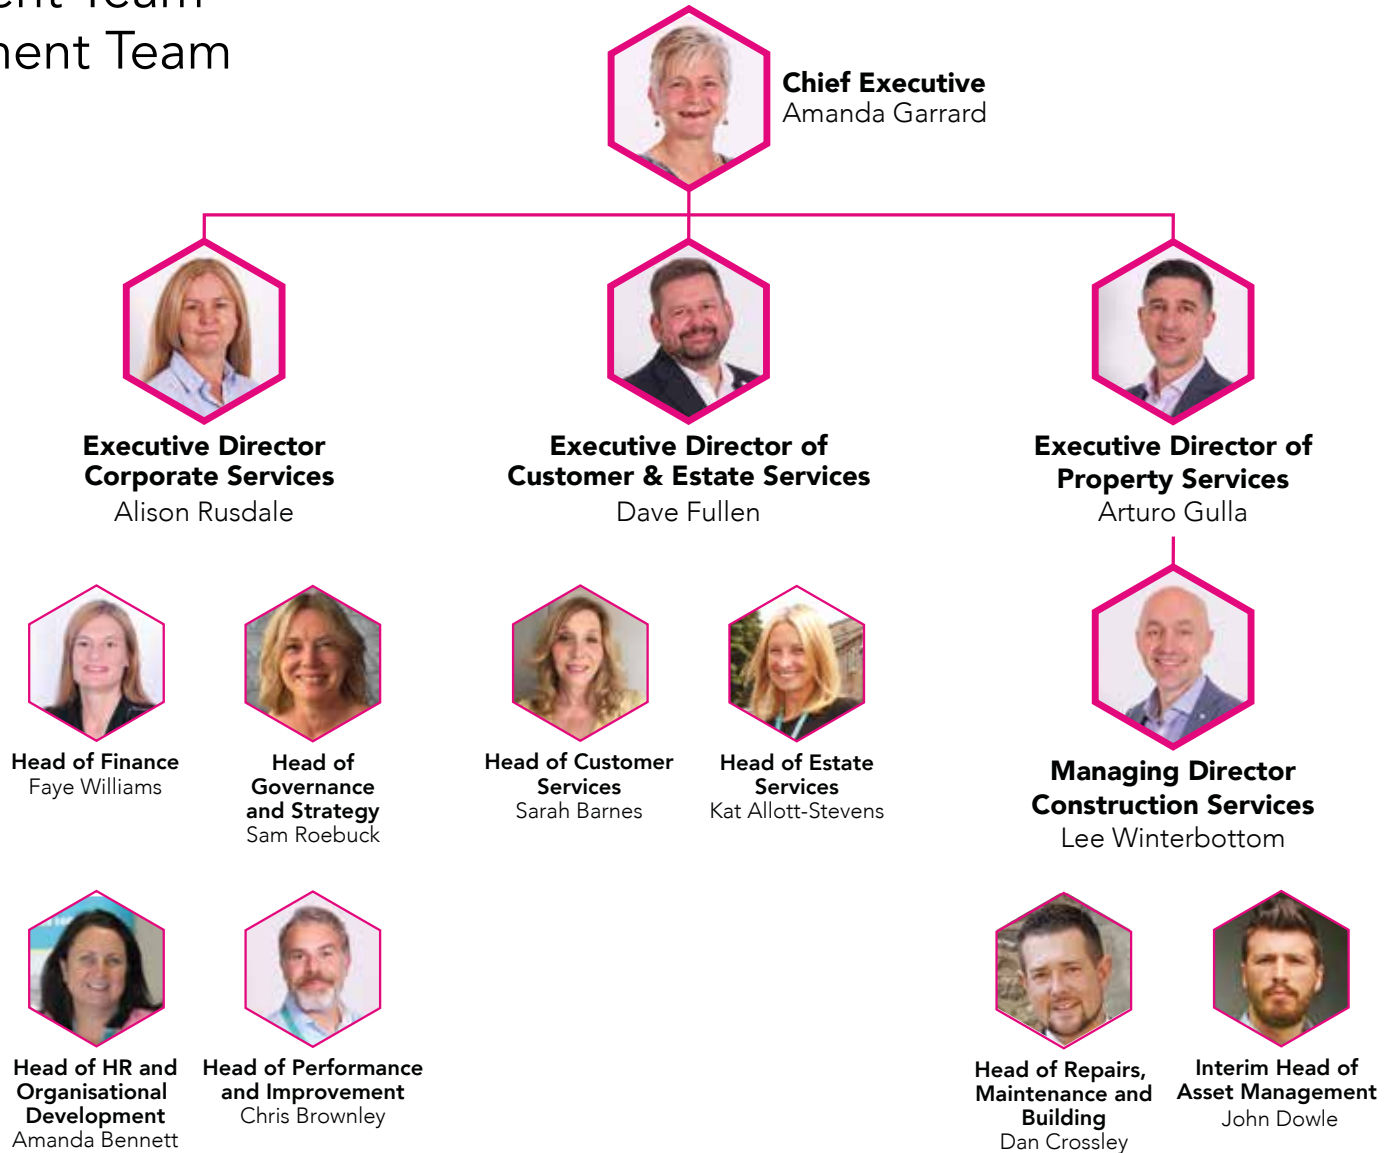 ent Team
ment Team
Chief Executive
Amanda Garrard
Executive Director
Corporate Services
Alison Rusdale
Executive Director of
Customer & Estate Services
Dave Fullen
Executive Director of
Property Services
Arturo Gulla
Head of Finance
Faye Williams
Head of
Governance
and Strategy
Sam Roebuck
Head of Customer
Services
Sarah Barnes
Head of Estate
Services
Kat Allott-Stevens
Managing Director
Construction Services
Lee Winterbottom
Head of HR and
Organisational
Development
Amanda Bennett
Head of Performance
and Improvement
Chris Brownley
Head of Repairs,
Maintenance and
Building
Dan Crossley
Interim Head of
Asset Management
John Dowle